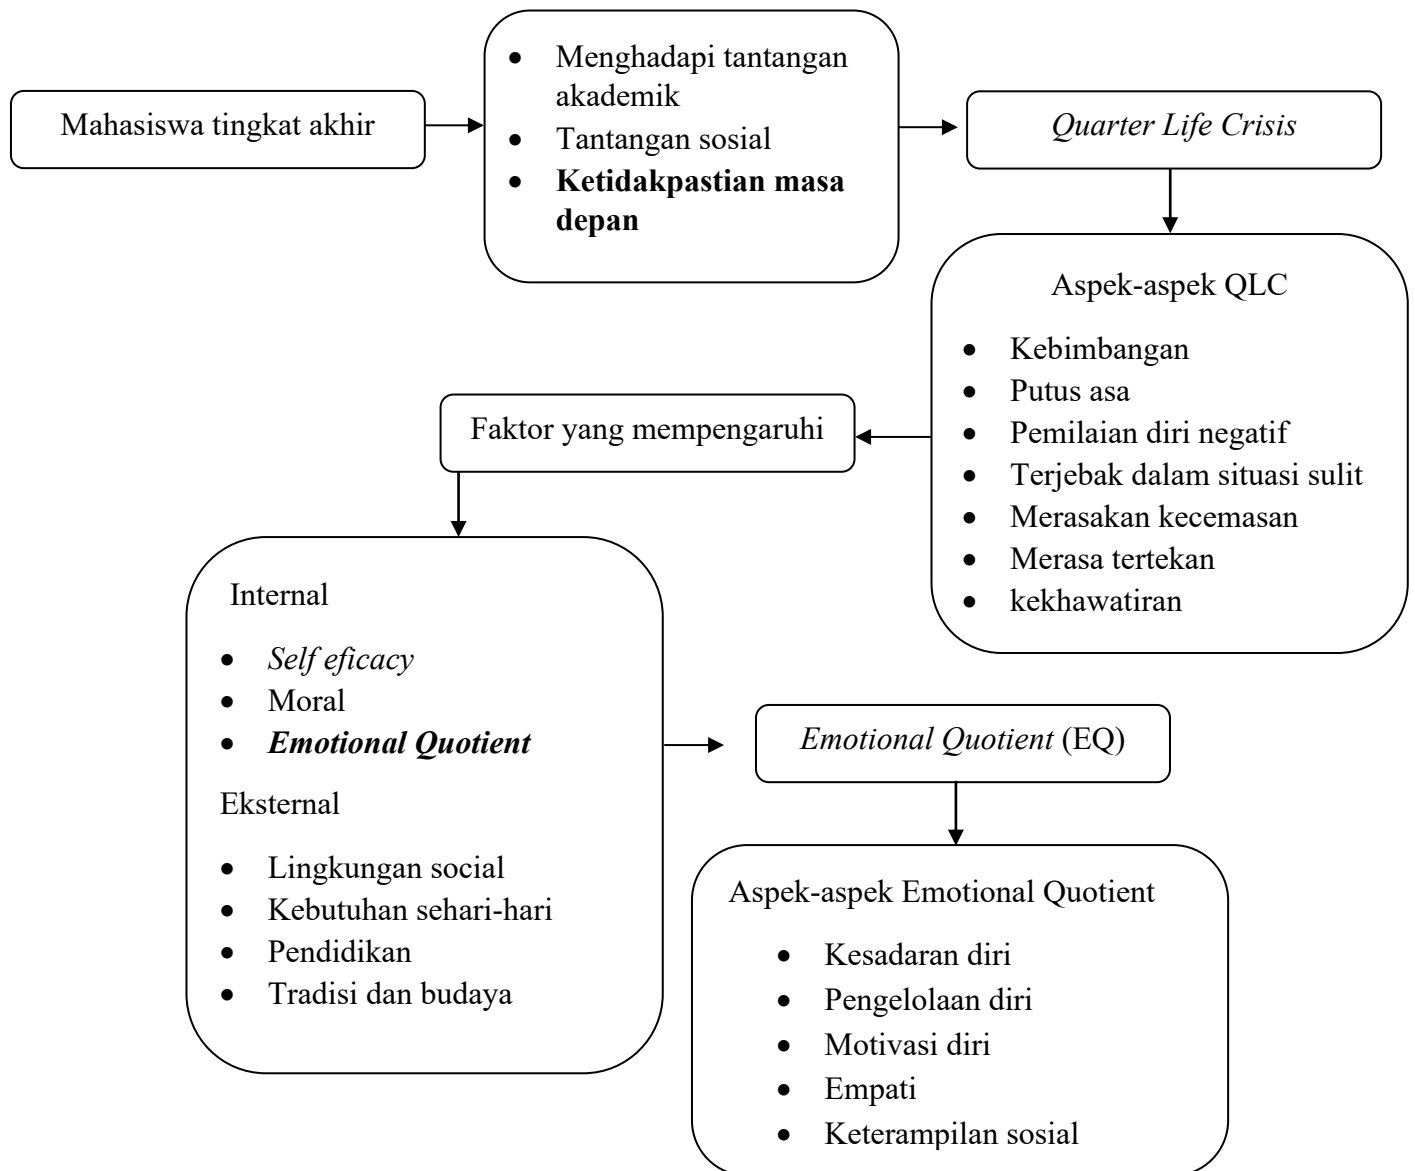 Mahasiswa tingkat akhir
• Menghadapi tantangan
akademik
• Tantangan sosial
• Ketidakpastian masa
depan
Quarter Life Crisis
Aspek-aspek QLC
• Kebimbangan
• Putus asa
• Pemilaian diri negatif
• Terjebak dalam situasi sulit
• Merasakan kecemasan
• Merasa tertekan
• kekhawatiran
Faktor yang mempengaruhi
Internal
• Self eficacy
• Moral
• Emotional Quotient
Eksternal
• Lingkungan social
• Kebutuhan sehari-hari
• Pendidikan
• Tradisi dan budaya
Emotional Quotient (EQ)
Aspek-aspek Emotional Quotient
• Kesadaran diri
• Pengelolaan diri
• Motivasi diri
• Empati
• Keterampilan sosial